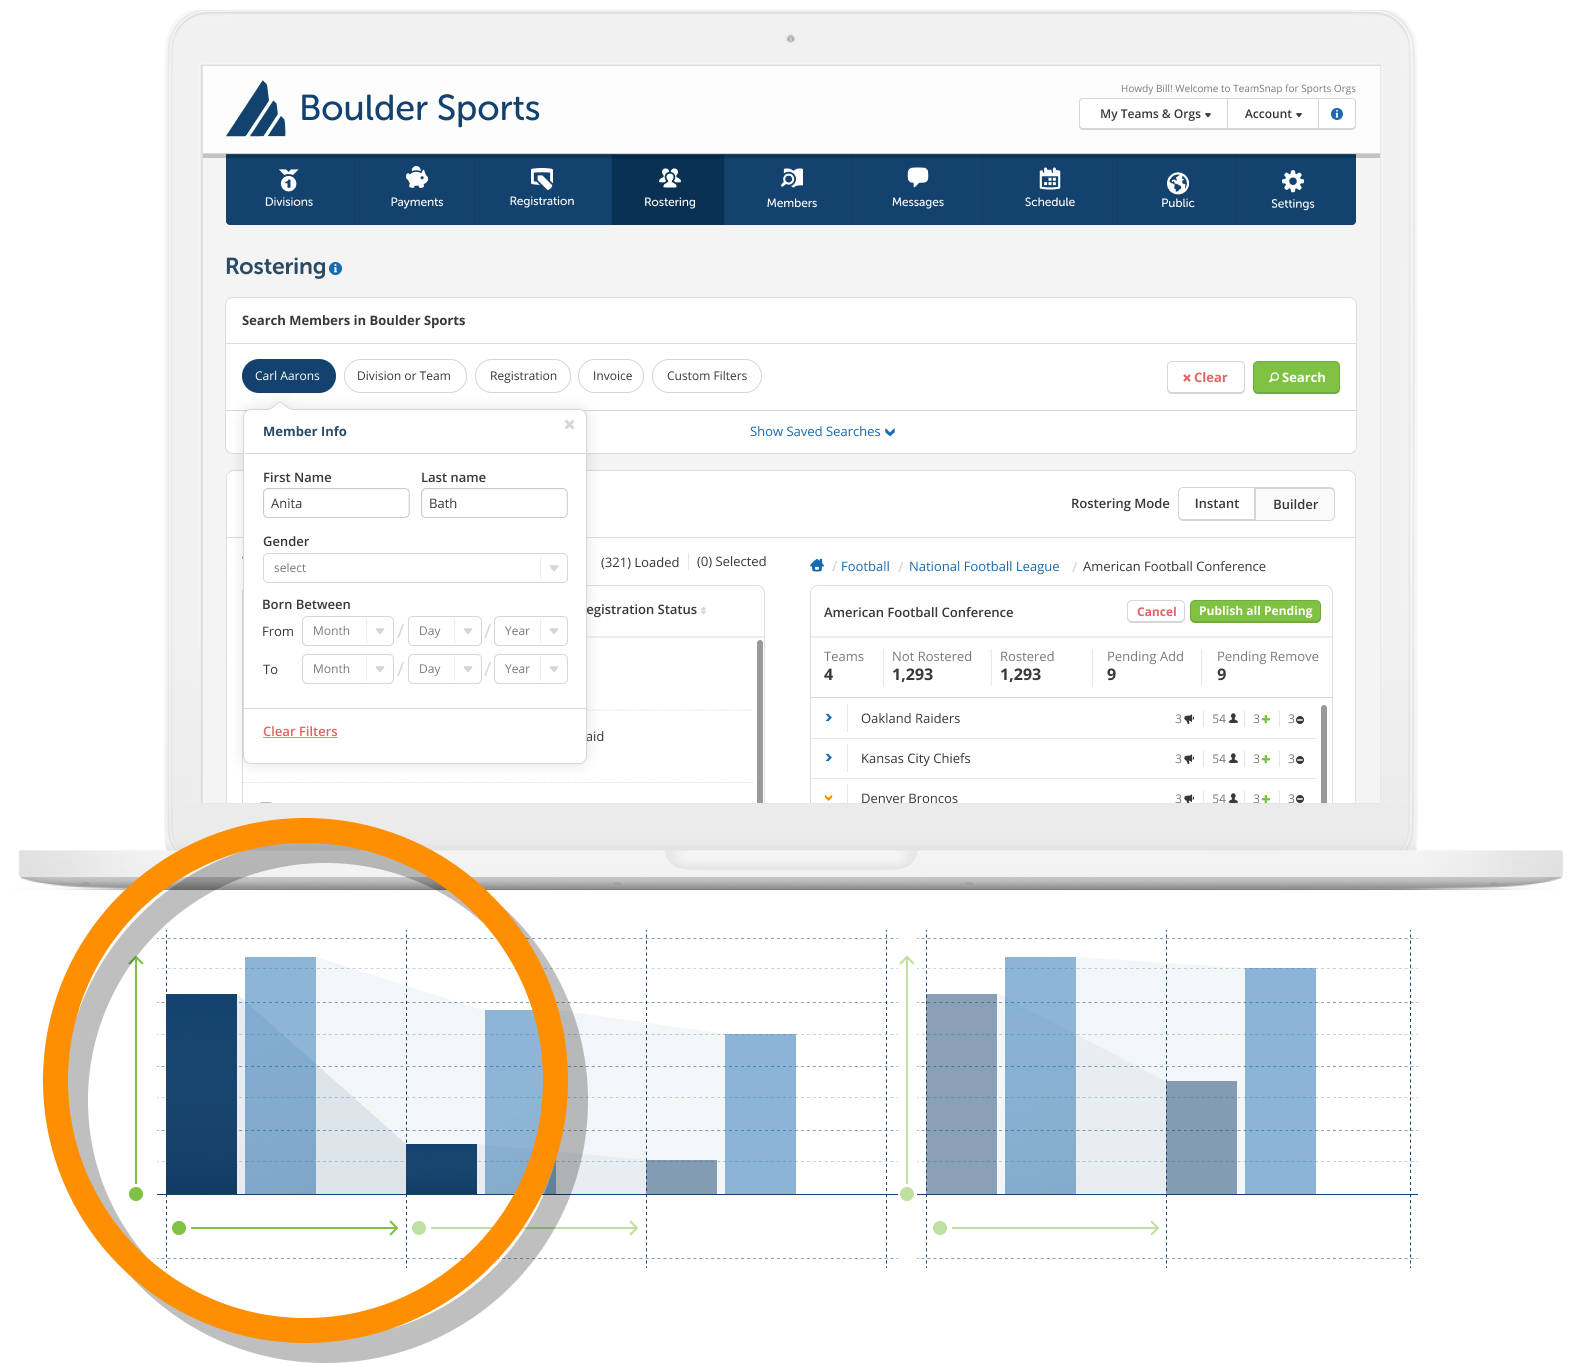 Howdy Bill! Welcome to TeamSnap for Sports Orgs
Boulder Sports
My Teams & Orgs
Account
Divisions
Payments
Registration
Rostering
Members
Messages
Schedule
Public
Settings
Rostering
Search Members in Boulder Sports
Carl Aarons
Division or Team
Registration
Invoice
Custom Filters
Clear
Search
Show Saved Searches
Member Info
First Name
Last name
Anita
Bath
Gender
select
Born Between
From
Month / Day / Year
To
Month / Day / Year
Clear Filters
Rostering Mode
Instant
Builder
(321) Loaded
(0) Selected
egistration Status
aid
/ Football / National Football League / American Football Conference
American Football Conference
Cancel
Publish all Pending
Teams
4
Not Rostered
1,293
Rostered
1,293
Pending Add
9
Pending Remove
9
Oakland Raiders 3 54 3 3
Kansas City Chiefs 3 54 3 3
Denver Broncos 3 54 3 3